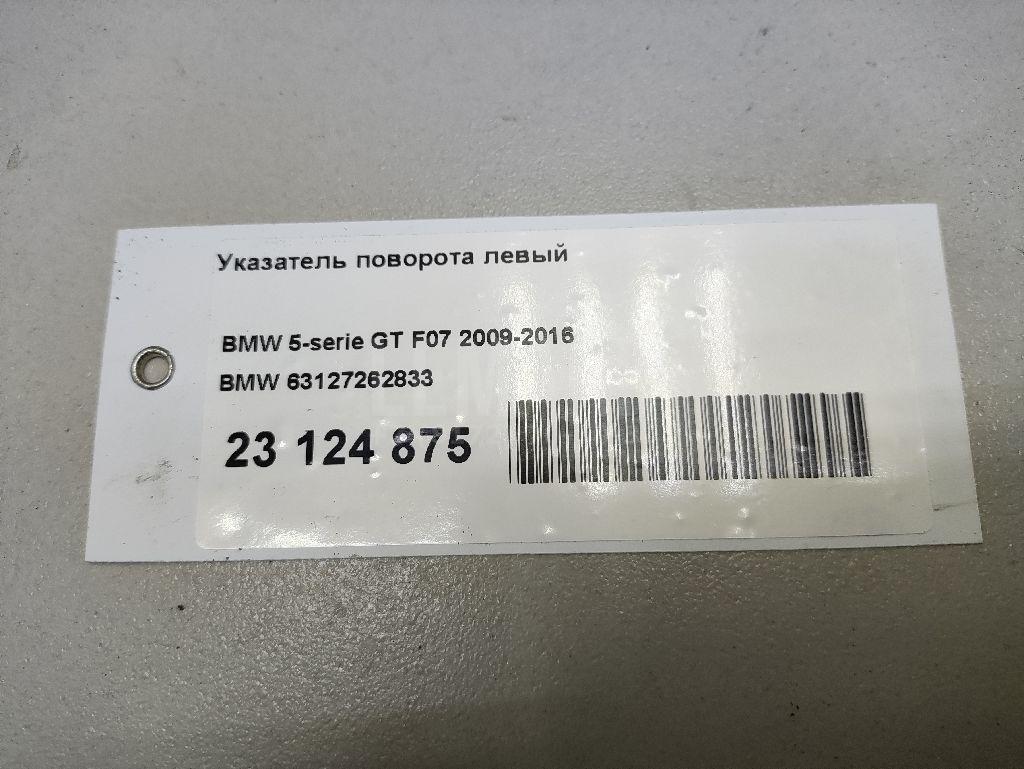 Указатель поворота левый
BMW 5-serie GT F07 2009-2016
BMW 63127262833
23 124 875